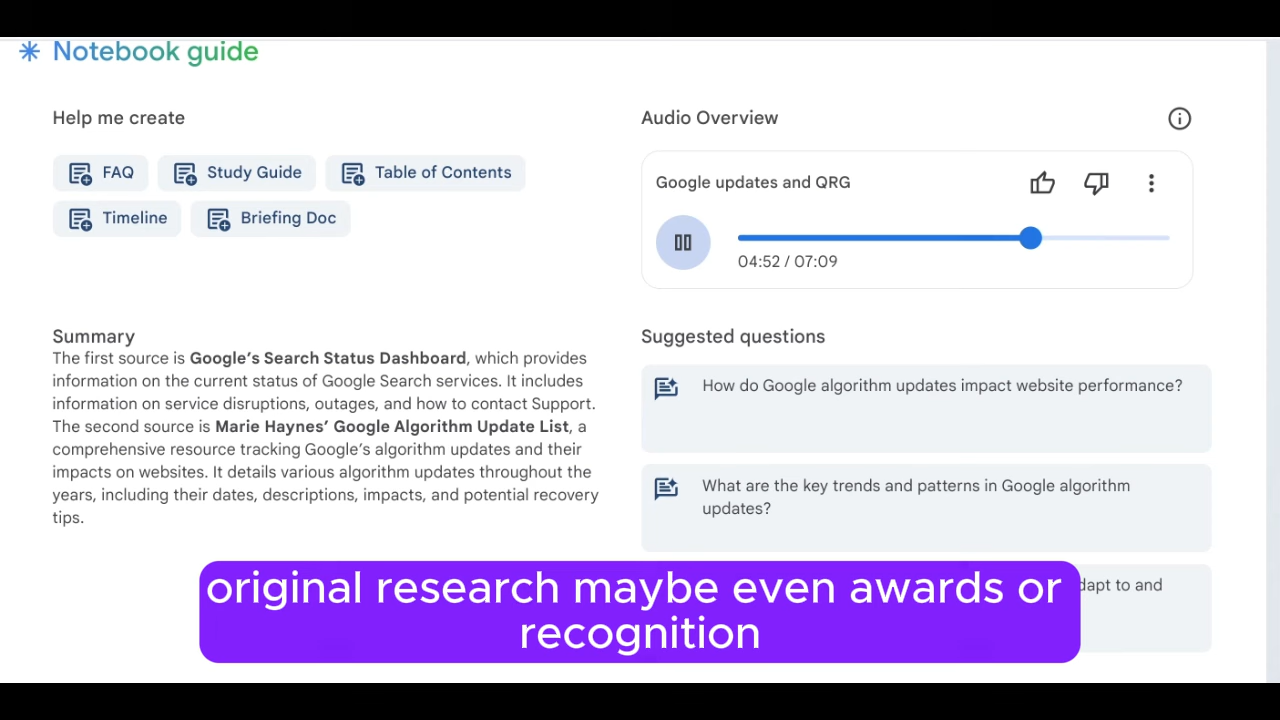 Notebook guide
Help me create
FAQ
Study Guide
Table of Contents
Timeline
Briefing Doc
Audio Overview
Google updates and QRG
04:52 / 07:09
Summary
The first source is Google's Search Status Dashboard, which provides
information on the current status of Google Search services. It includes
information on service disruptions, outages, and how to contact Support.
The second source is Marie Haynes' Google Algorithm Update List, a
comprehensive resource tracking Google's algorithm updates and their
impacts on websites. It details various algorithm updates throughout the
years, including their dates, descriptions, impacts, and potential recovery
tips.
Suggested questions
How do Google algorithm updates impact website performance?
What are the key trends and patterns in Google algorithm
updates?
to and
original research maybe even awards or
recognition